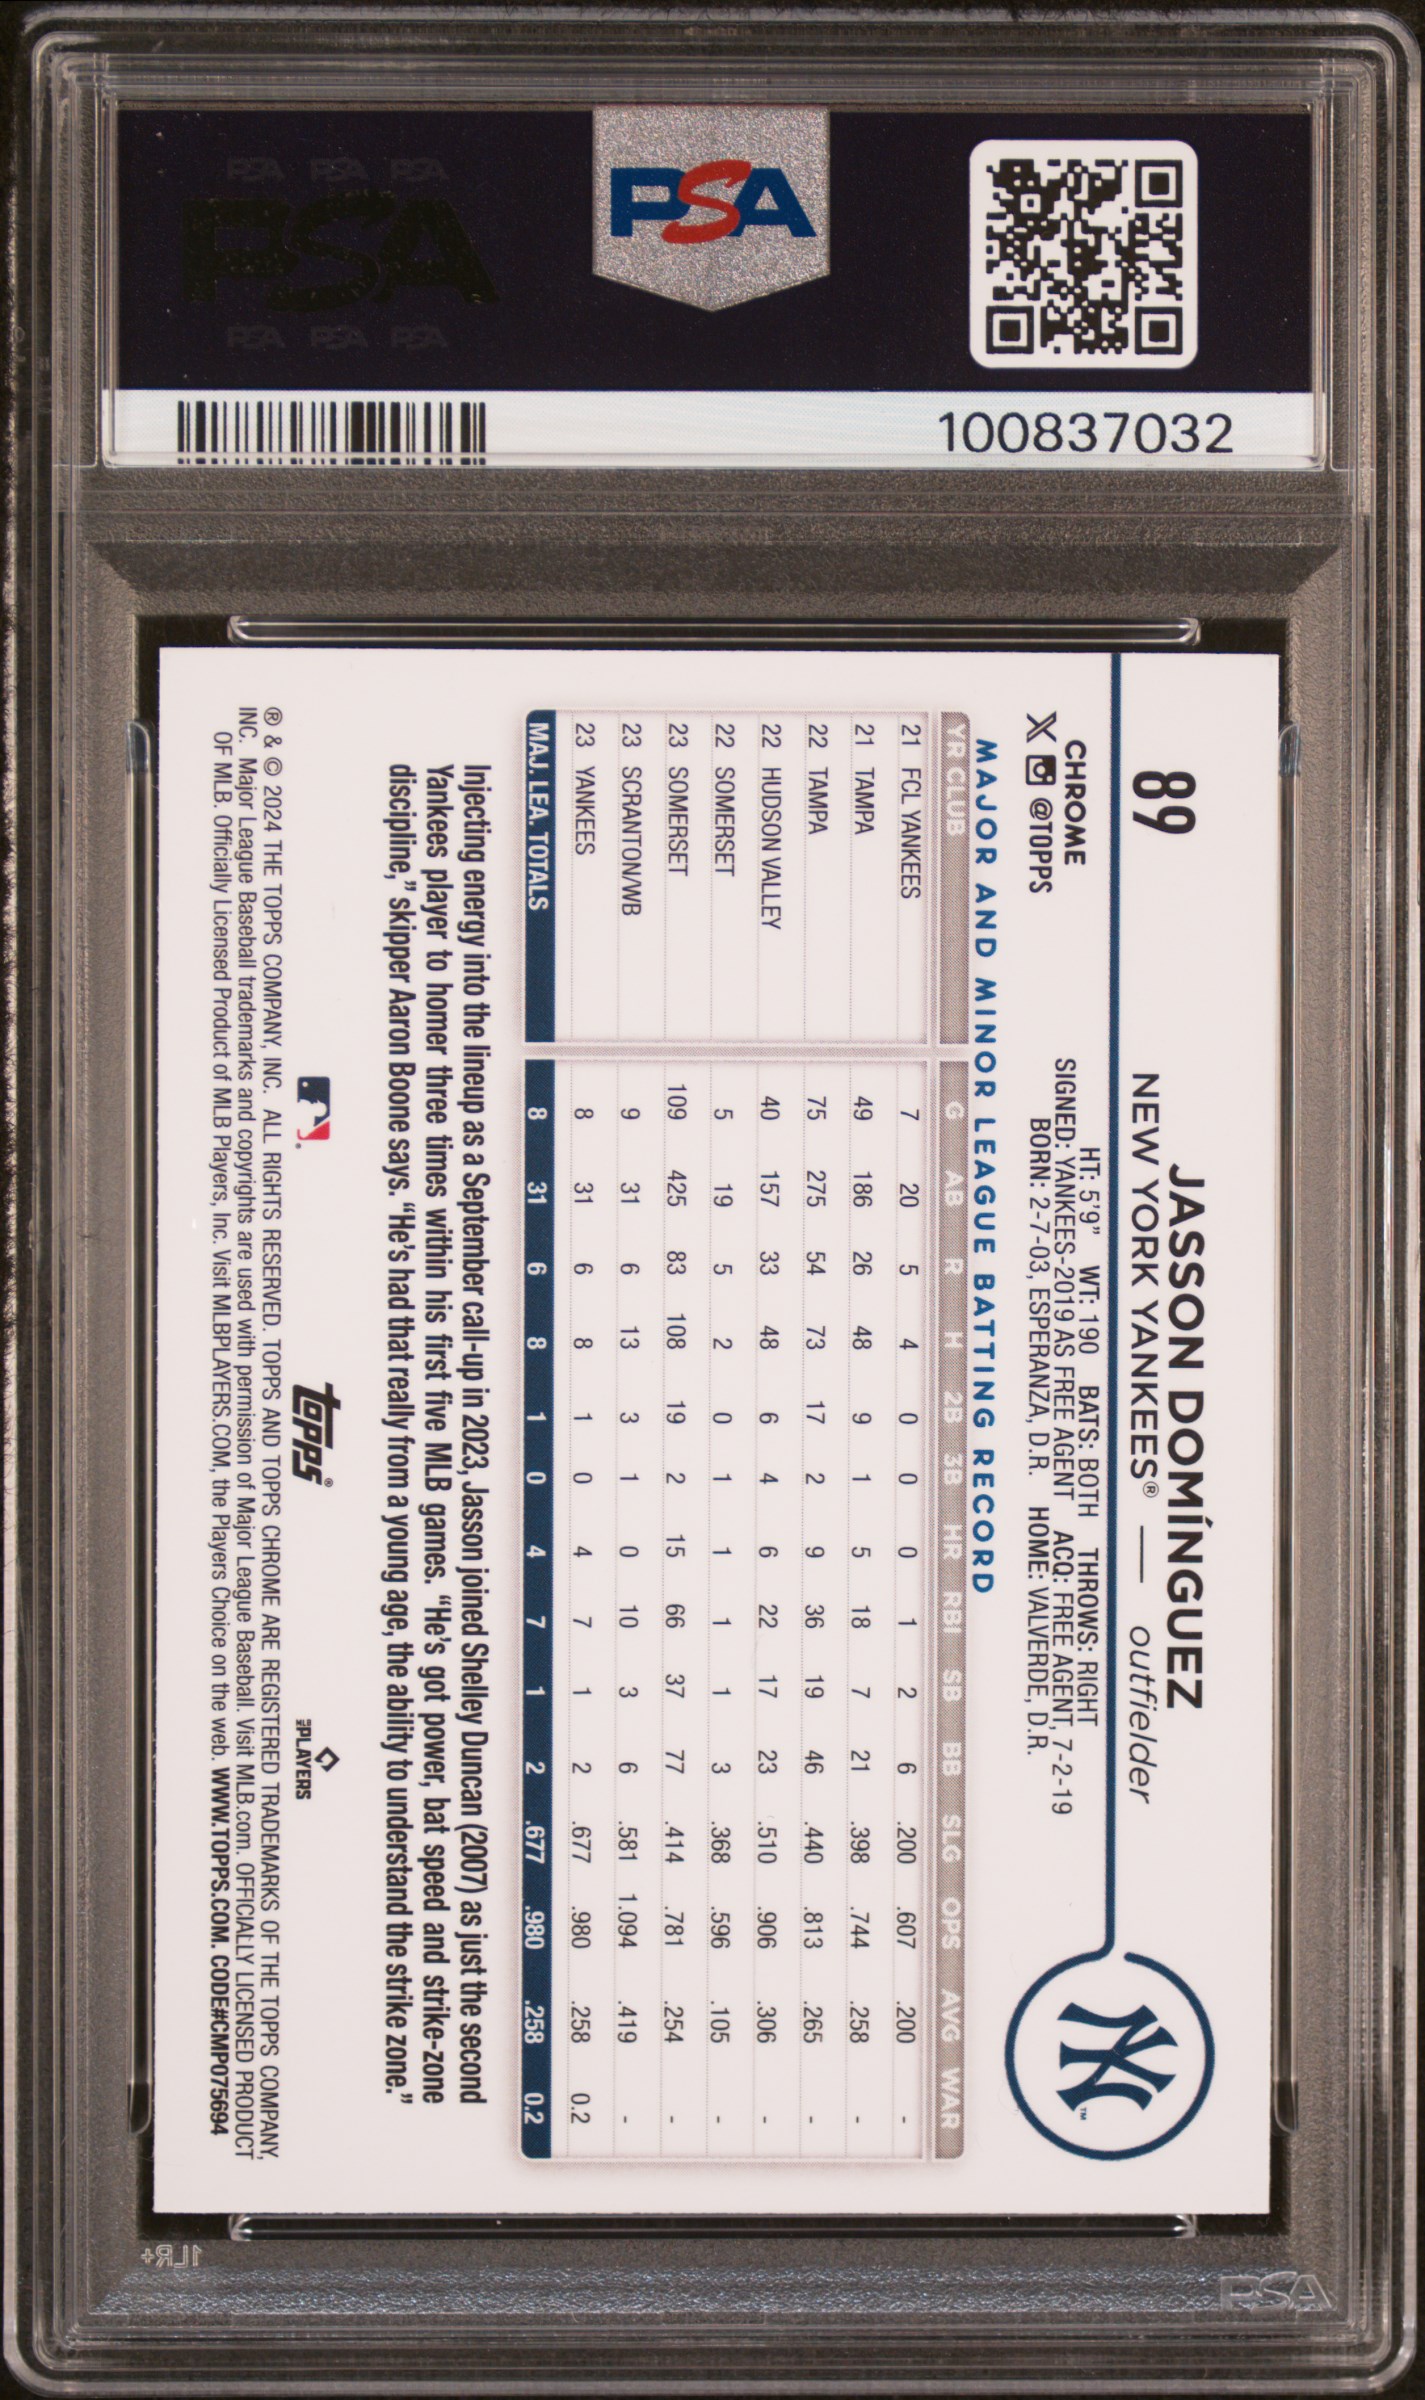 PSA PSA PSA
PSA
PSA PSA PSA
PSA
100837032
89
JASSON DOMÍNGUEZ
NEW YORK YANKEES® — outfielder
CHROME
@TOPPS
HT: 5'9" WT: 190 BATS: BOTH THROWS: RIGHT
SIGNED: YANKEES-2019 AS FREE AGENT ACQ: FREE AGENT, 7-2-19
BORN: 2-7-03, ESPERANZA, D.R. HOME: VALVERDE, D.R.
NY™
MAJOR AND MINOR LEAGUE BATTING RECORD
YR CLUB G AB R H 2B 3B HR RBI SB BB SLG OPS AVG WAR
21 FCL YANKEES 7 20 5 4 0 0 0 1 2 6 .200 .607 .200 -
21 TAMPA 49 186 26 48 9 1 5 18 7 21 .398 .744 .258 -
22 TAMPA 75 275 54 73 17 2 9 36 19 46 .440 .813 .265 -
22 HUDSON VALLEY 40 157 33 48 6 4 6 22 17 23 .510 .906 .306 -
22 SOMERSET 5 19 5 2 0 1 1 1 1 3 .368 .596 .105 -
23 SOMERSET 109 425 83 108 19 2 15 66 37 77 .414 .781 .254 -
23 SCRANTON/WB 9 31 6 13 3 1 0 10 3 6 .581 1.094 .419 -
23 YANKEES 8 31 6 8 1 0 4 7 1 2 .677 .980 .258 0.2
MAJ. LEA. TOTALS 8 31 6 8 1 0 4 7 1 2 .677 .980 .258 0.2
Injecting energy into the lineup as a September call-up in 2023, Jasson joined Shelley Duncan (2007) as just the second
Yankees player to homer three times within his first five MLB games. "He's got power, bat speed and strike-zone
discipline," skipper Aaron Boone says. "He's had that really from a young age, the ability to understand the strike zone."
topps®
MLB PLAYERS
® & © 2024 THE TOPPS COMPANY, INC. ALL RIGHTS RESERVED. TOPPS AND TOPPS CHROME ARE REGISTERED TRADEMARKS OF THE TOPPS COMPANY,
INC. Major League Baseball trademarks and copyrights are used with permission of Major League Baseball. Visit MLB.com. OFFICIALLY LICENSED PRODUCT
OF MLB. Officially Licensed Product of MLB Players, Inc. Visit MLBPLAYERS.COM, the Players Choice on the web. WWW.TOPPS.COM. CODE#CMP075694
1LR+
PSA